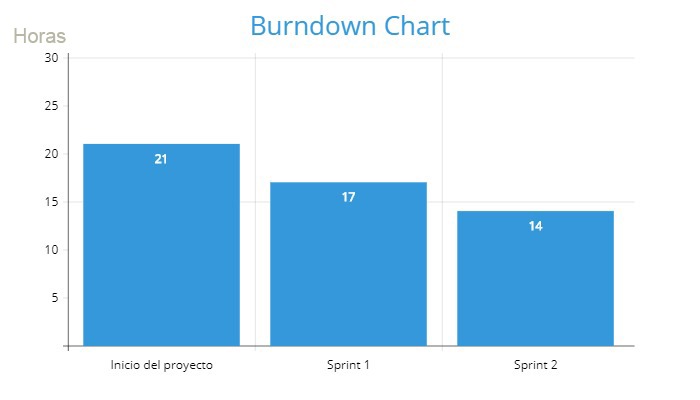 Burndown Chart
Horas
30
25
20
15
10
5
21
17
14
Inicio del proyecto
Sprint 1
Sprint 2